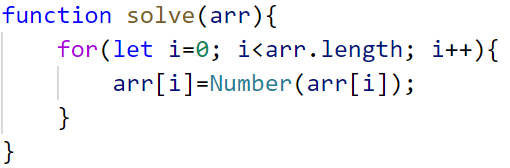 function solve(arr){
    for(let i=0; i<arr.length; i++){
        arr[i]=Number(arr[i]);
    }
}